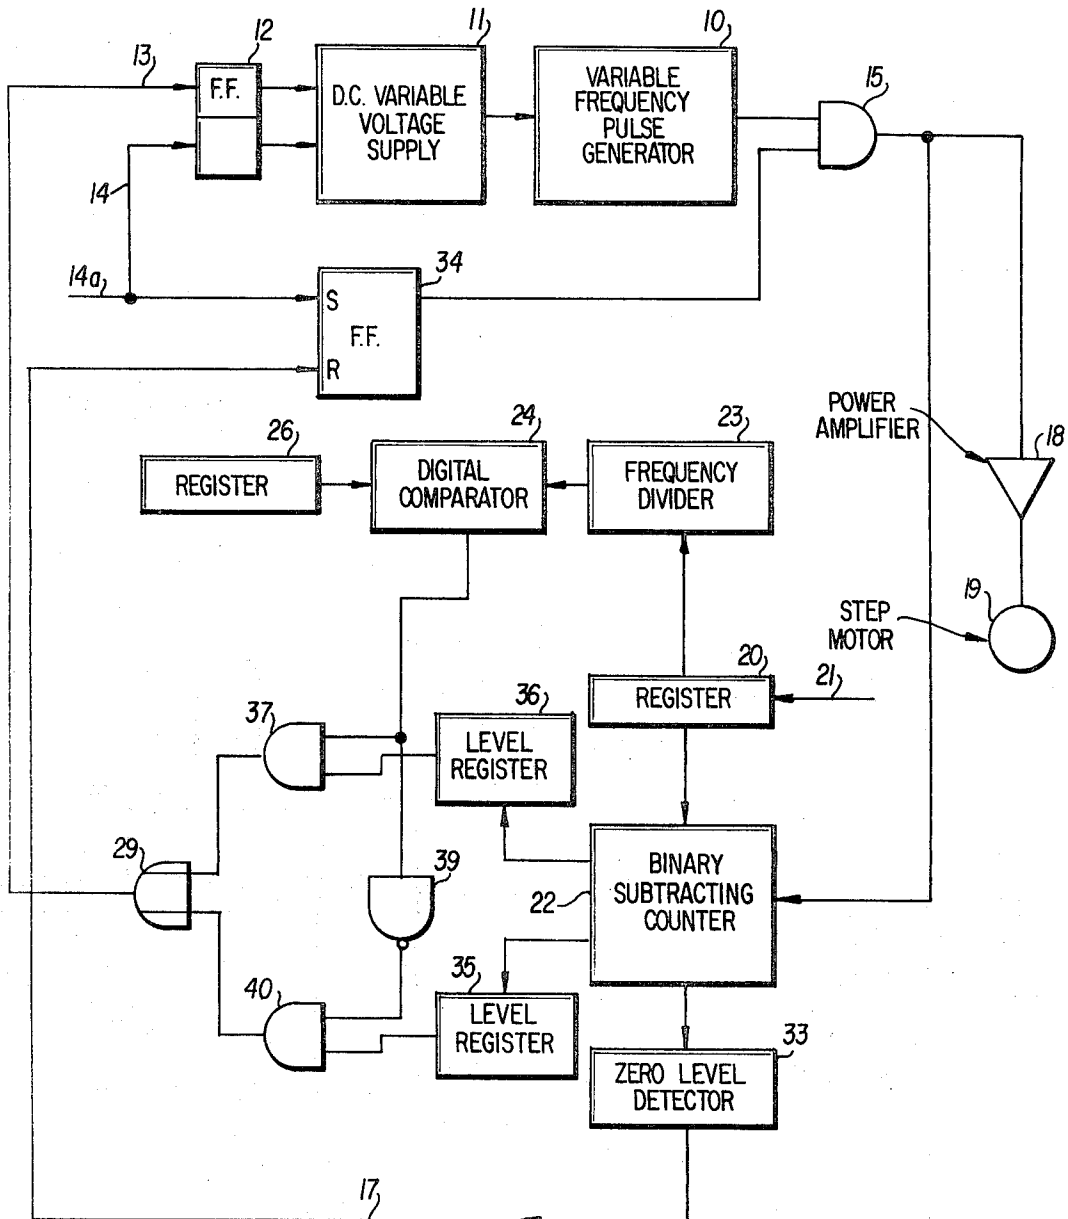 13
12
11
10
15
F.F.
D.C. VARIABLE
VOLTAGE
SUPPLY
VARIABLE
FREQUENCY
PULSE
GENERATOR
14
14a
34
S
F.F.
R
26
24
23
POWER
AMPLIFIER
18
REGISTER
DIGITAL
COMPARATOR
FREQUENCY
DIVIDER
19
STEP
MOTOR
20
21
REGISTER
37
36
LEVEL
REGISTER
29
39
22
BINARY
SUBTRACTING
COUNTER
40
35
LEVEL
REGISTER
33
ZERO LEVEL
DETECTOR
17